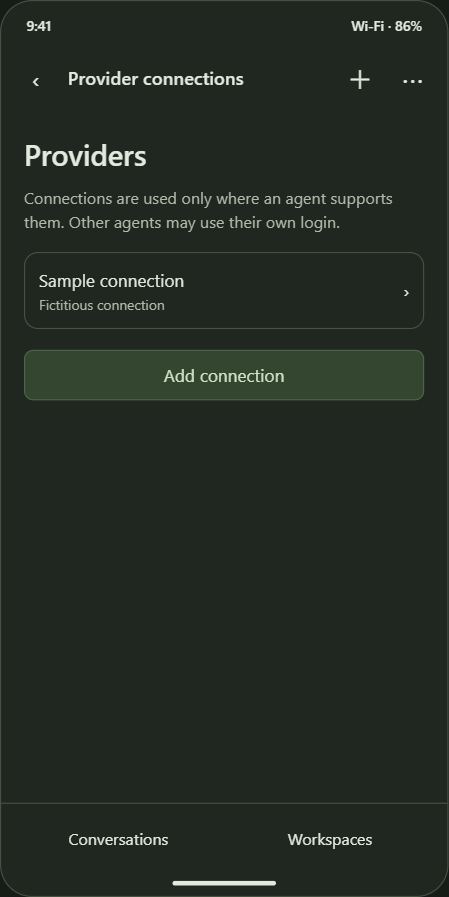 9:41
Wi-Fi · 86%
Provider connections
Providers
Connections are used only where an agent supports
them. Other agents may use their own login.
Sample connection
Fictitious connection
Add connection
Conversations
Workspaces